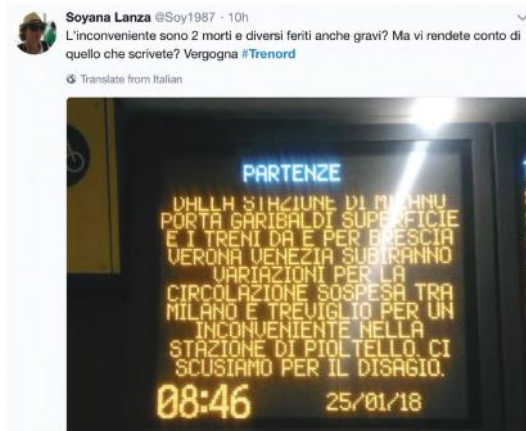 Soyana Lanza @Soy1987 · 10h
L'inconveniente sono 2 morti e diversi feriti anche gravi? Ma vi rendete conto di
quello che scrivete? Vergogna #Trenord
Translate from Italian
PARTENZE
DALLA STAZIONE DI MILANO
PORTA GARIBALDI SUPERFICIE
E I TRENI DA E PER BRESCIA
VERONA VENEZIA SUBIRANNO
VARIAZIONI PER LA
CIRCOLAZIONE SOSPESA TRA
MILANO E TREVIGLIO PER UN
INCONVENIENTE NELLA
STAZIONE DI PIOLTELLO. CI
SCUSIAMO PER IL DISAGIO.
08:46 25/01/18